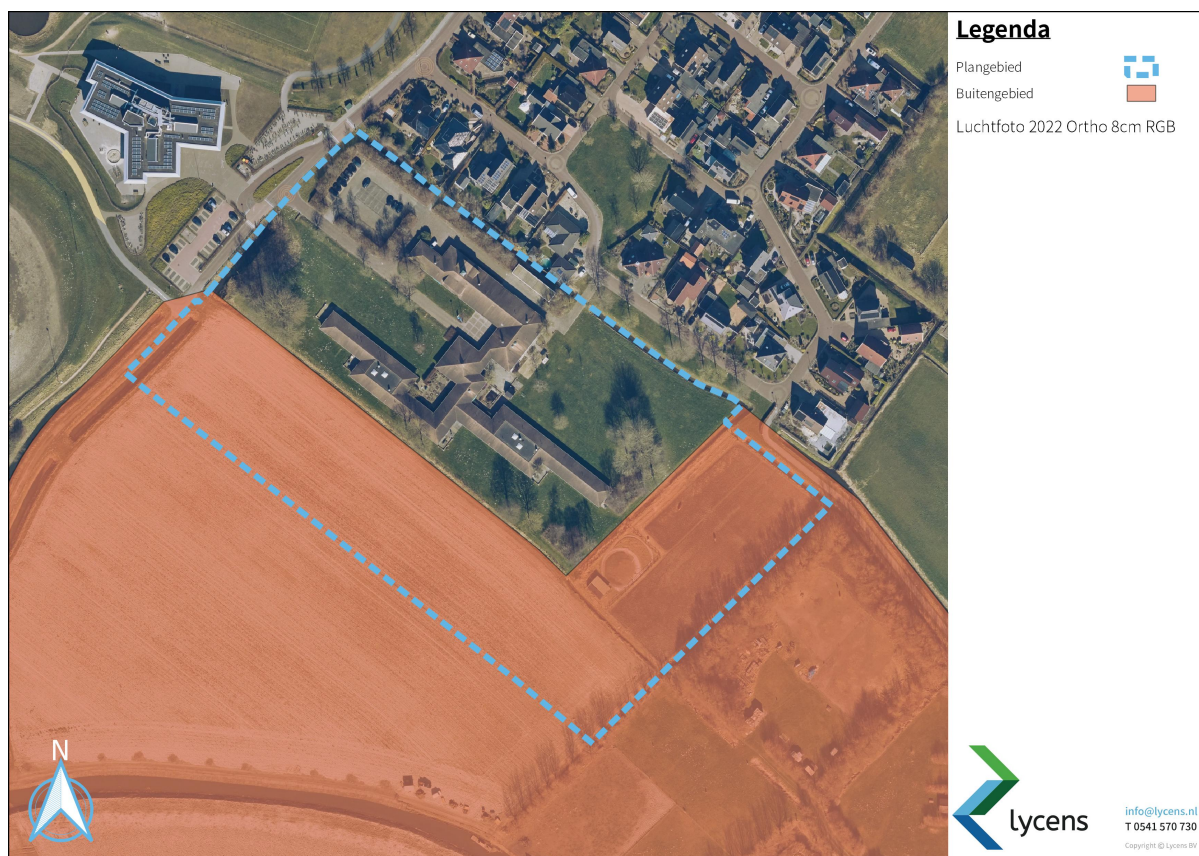 Legenda
Plangebied
Buitengebied
Luchtfoto 2022 Ortho 8cm RGB
N
lycens
info@lycens.nl
T 0541 570 730
Copyright © Lycens BV